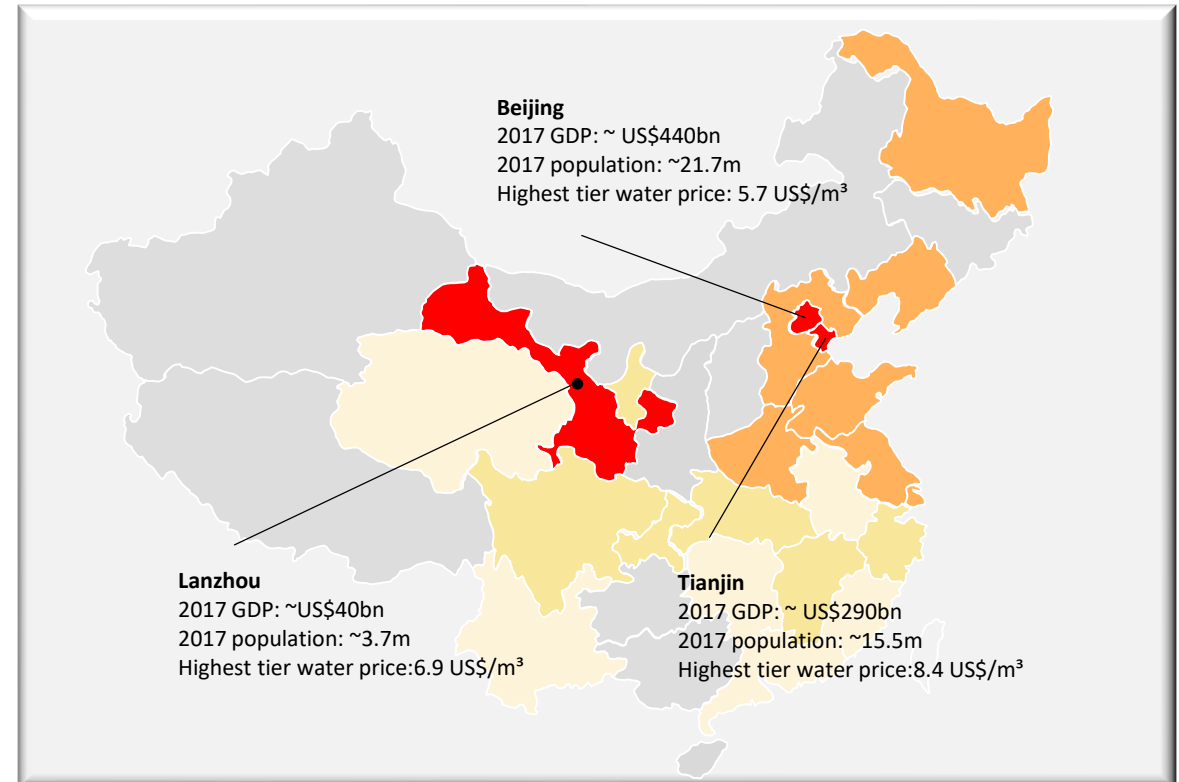 Beijing
2017 GDP: ~ US$440bn
2017 population: ~21.7m
Highest tier water price: 5.7 US$/m³
Lanzhou
2017 GDP: ~US$40bn
2017 population: ~3.7m
Highest tier water price:6.9 US$/m³
Tianjin
2017 GDP: ~ US$290bn
2017 population: ~15.5m
Highest tier water price:8.4 US$/m³